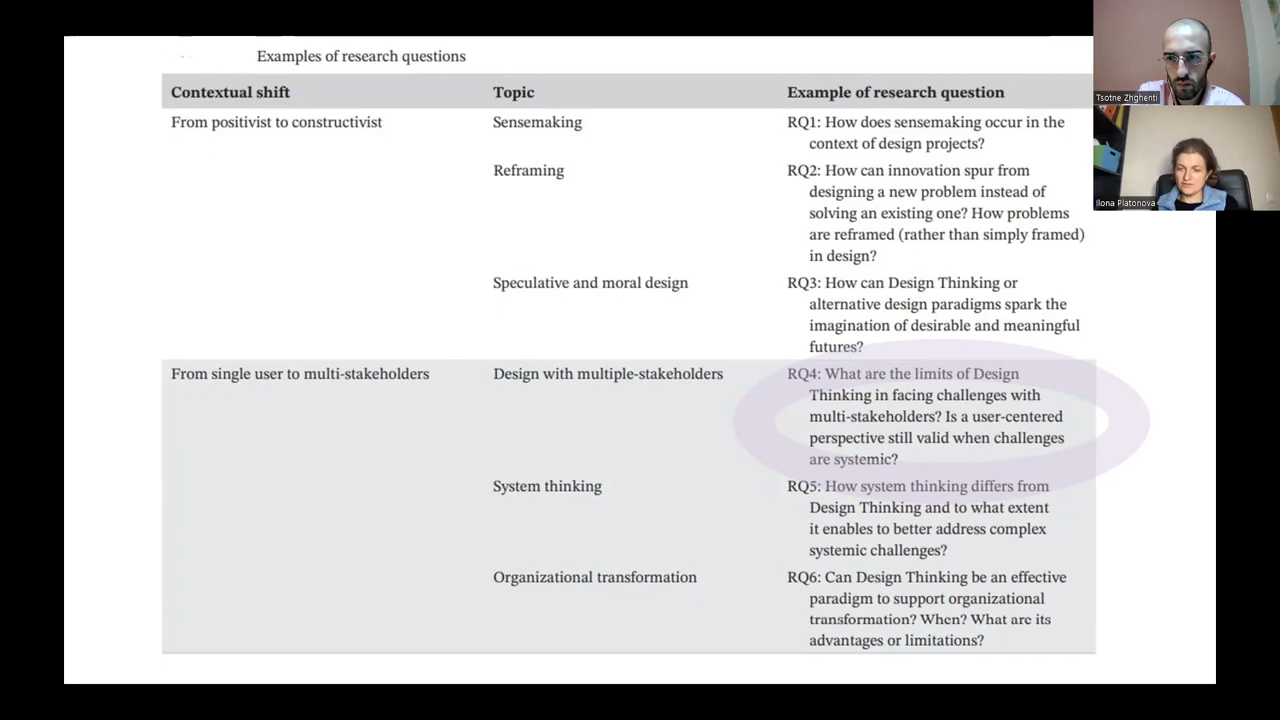 Examples of research questions
Contextual shift
Topic
Example of research question
From positivist to constructivist
Sensemaking
RQ1: How does sensemaking occur in the
context of design projects?
Reframing
RQ2: How can innovation spur from
designing a new problem instead of
solving an existing one? How problems
are reframed (rather than simply framed)
in design?
Speculative and moral design
RQ3: How can Design Thinking or
alternative design paradigms spark the
imagination of desirable and meaningful
futures?
From single user to multi-stakeholders
Design with multiple-stakeholders
RQ4: What are the limits of Design
Thinking in facing challenges with
multi-stakeholders? Is a user-centered
perspective still valid when challenges
are systemic?
System thinking
RQ5: How system thinking differs from
Design Thinking and to what extent
it enables to better address complex
systemic challenges?
Organizational transformation
RQ6: Can Design Thinking be an effective
paradigm to support organizational
transformation? When? What are its
advantages or limitations?
Tsotne Zhghenti
Ilona Platonova